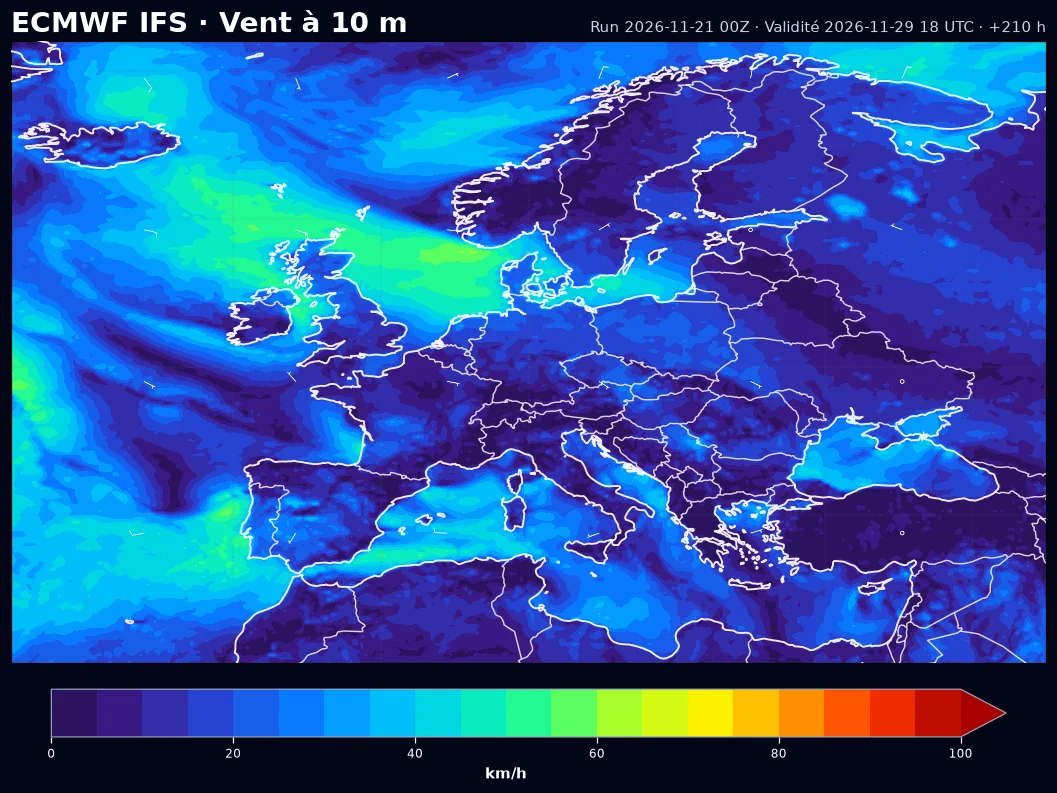 ECMWF IFS · Vent à 10 m
Run 2026-11-21 00Z · Validité 2026-11-29 18 UTC · +210 h
0 20 40 60 80 100
km/h